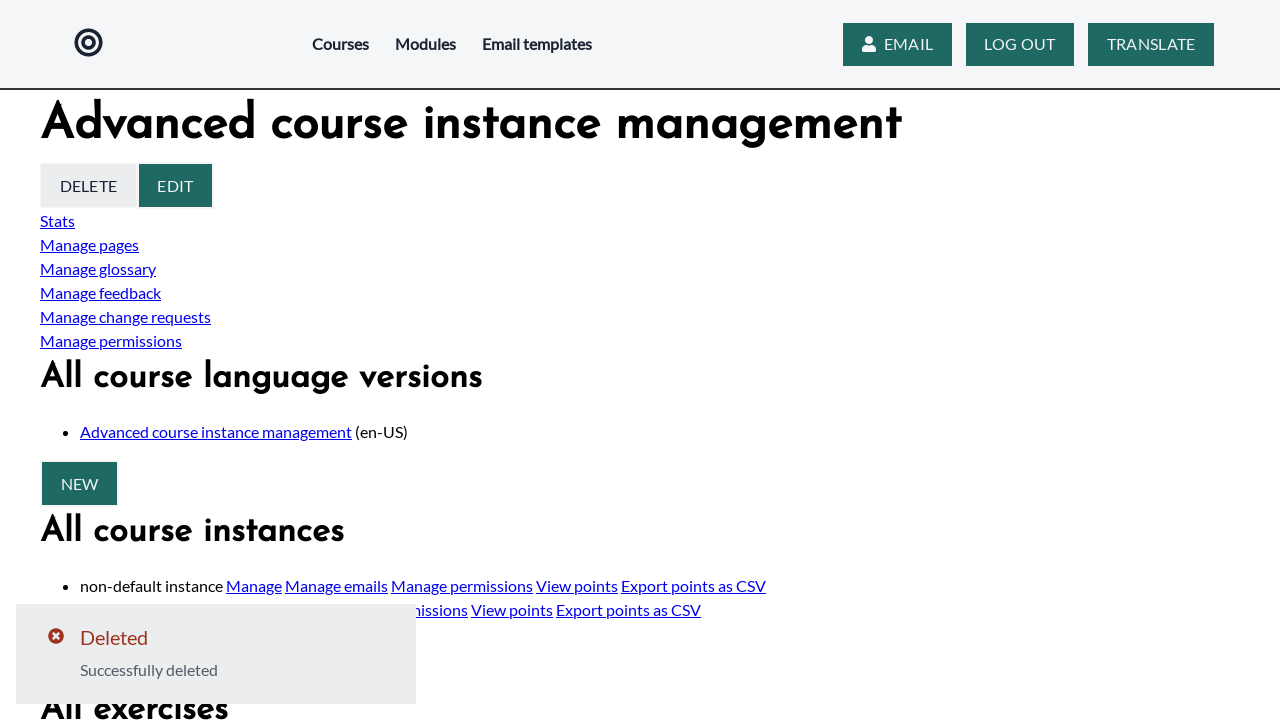 Courses Modules Email templates EMAIL LOG OUT TRANSLATE
Advanced course instance management
DELETE EDIT
Stats
Manage pages
Manage glossary
Manage feedback
Manage change requests
Manage permissions
All course language versions
Advanced course instance management (en-US)
NEW
All course instances
non-default instance Manage Manage emails Manage permissions View points Export points as CSV
View points Export points as CSV
Deleted
Successfully deleted
All exercises